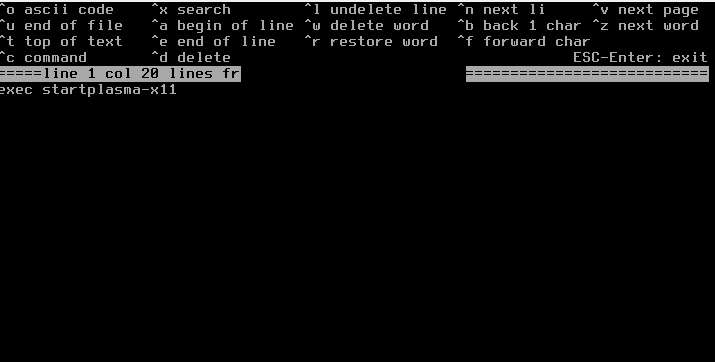 ^o ascii code ^x search ^l undelete line ^n next li ^v next page
^u end of file ^a begin of line ^w delete word ^b back 1 char ^z next word
^t top of text ^e end of line ^r restore word ^f forward char
^c command ^d delete ESC-Enter: exit
=====line 1 col 20 lines fr ===========================
exec startplasma-x11